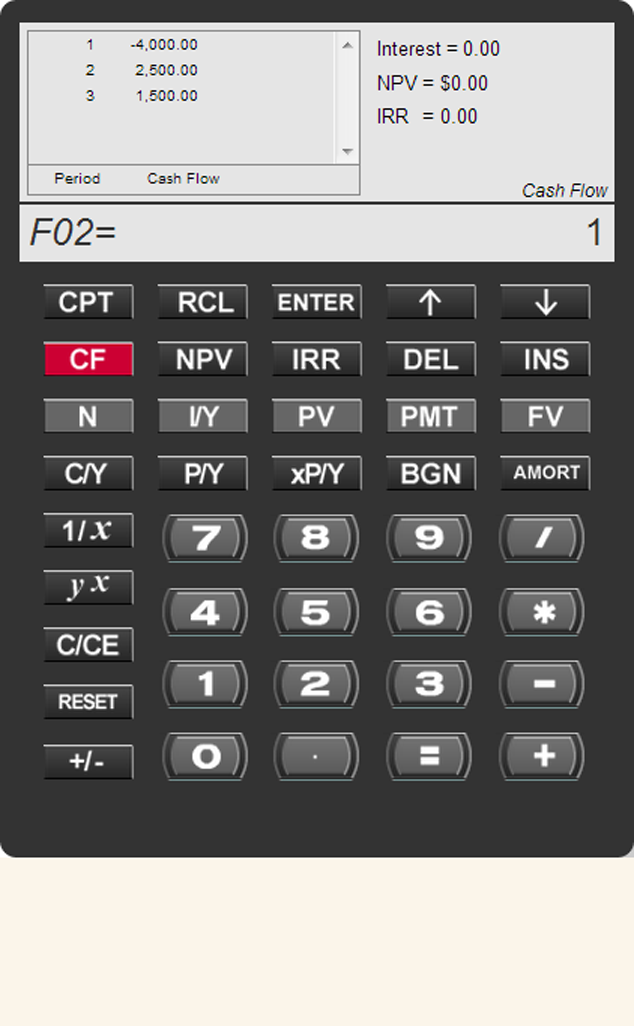 1 -4,000.00
2 2,500.00
3 1,500.00
Period Cash Flow
Interest = 0.00
NPV = $0.00
IRR = 0.00
Cash Flow
F02= 1
CPT RCL ENTER ↑ ↓
CF NPV IRR DEL INS
N I/Y PV PMT FV
C/Y P/Y xP/Y BGN AMORT
1/x 7 8 9 /
y x 4 5 6 *
C/CE 1 2 3 -
RESET
+/- 0 . = +